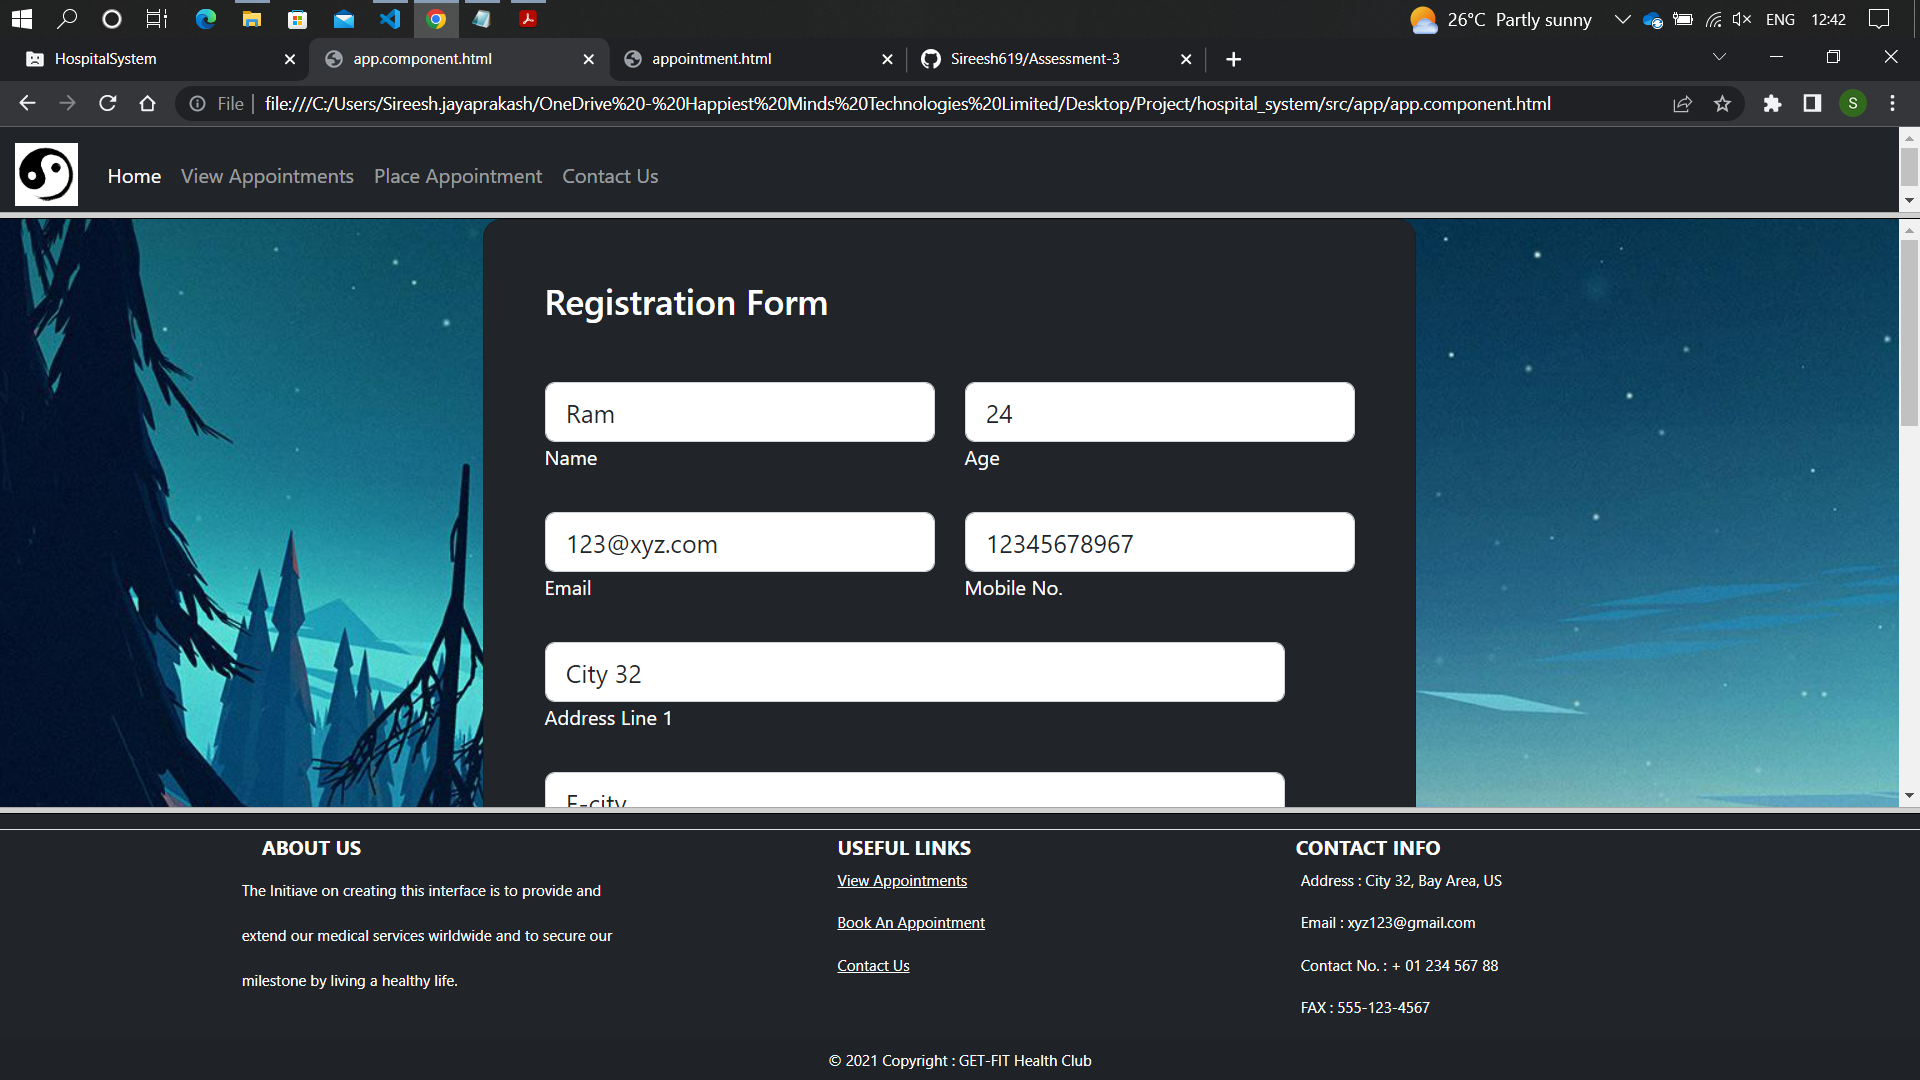 26°C Partly sunny ENG 12:42
HospitalSystem app.component.html appointment.html Sireesh619/Assessment-3
File file:///C:/Users/Sireesh.jayaprakash/OneDrive%20-%20Happiest%20Minds%20Technologies%20Limited/Desktop/Project/hospital_system/src/app/app.component.html S
Home View Appointments Place Appointment Contact Us
Registration Form
Ram 24
Name Age
123@xyz.com 12345678967
Email Mobile No.
City 32
Address Line 1
E-city
ABOUT US
The Initiave on creating this interface is to provide and
extend our medical services wirldwide and to secure our
milestone by living a healthy life.
USEFUL LINKS
View Appointments
Book An Appointment
Contact Us
CONTACT INFO
Address : City 32, Bay Area, US
Email : xyz123@gmail.com
Contact No. : + 01 234 567 88
FAX : 555-123-4567
© 2021 Copyright : GET-FIT Health Club